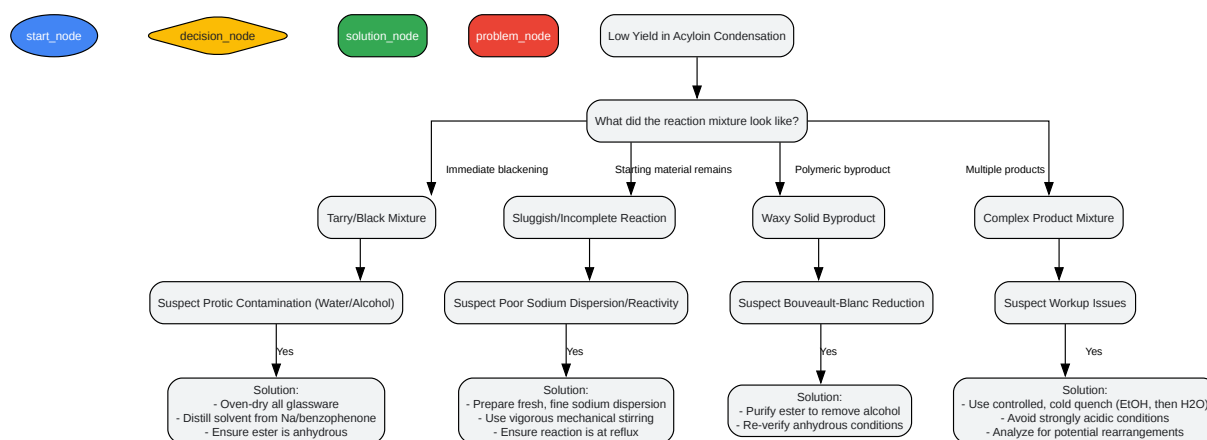 start_node
decision_node
solution_node
problem_node
Low Yield in Acyloin Condensation
What did the reaction mixture look like?
Immediate blackening
Starting material remains
Polymeric byproduct
Multiple products
Tarry/Black Mixture
Sluggish/Incomplete Reaction
Waxy Solid Byproduct
Complex Product Mixture
Suspect Protic Contamination (Water/Alcohol)
Suspect Poor Sodium Dispersion/Reactivity
Suspect Bouveault-Blanc Reduction
Suspect Workup Issues
Yes
Yes
Yes
Yes
Solution:
- Oven-dry all glassware
- Distill solvent from Na/benzophenone
- Ensure ester is anhydrous
Solution:
- Prepare fresh, fine sodium dispersion
- Use vigorous mechanical stirring
- Ensure reaction is at reflux
Solution:
- Purify ester to remove alcohol
- Re-verify anhydrous conditions
Solution:
- Use controlled, cold quench (EtOH, then H2O)
- Avoid strongly acidic conditions
- Analyze for potential rearrangements